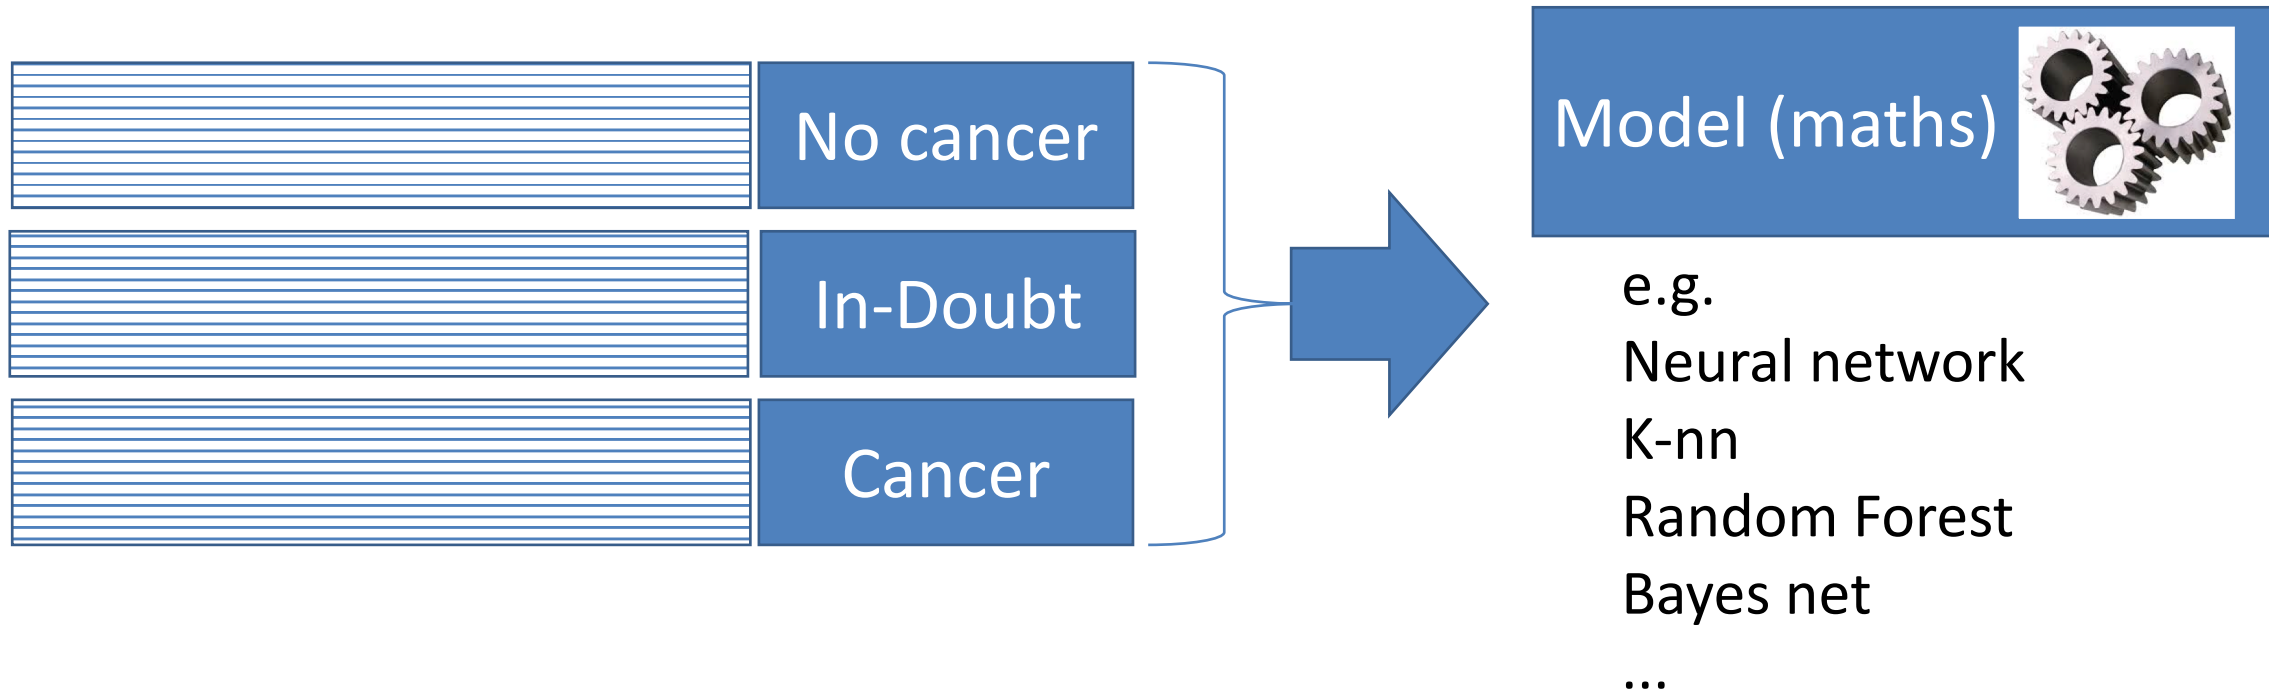 No cancer
In-Doubt
Cancer
Model (maths)
e.g.
Neural network
K-nn
Random Forest
Bayes net
...